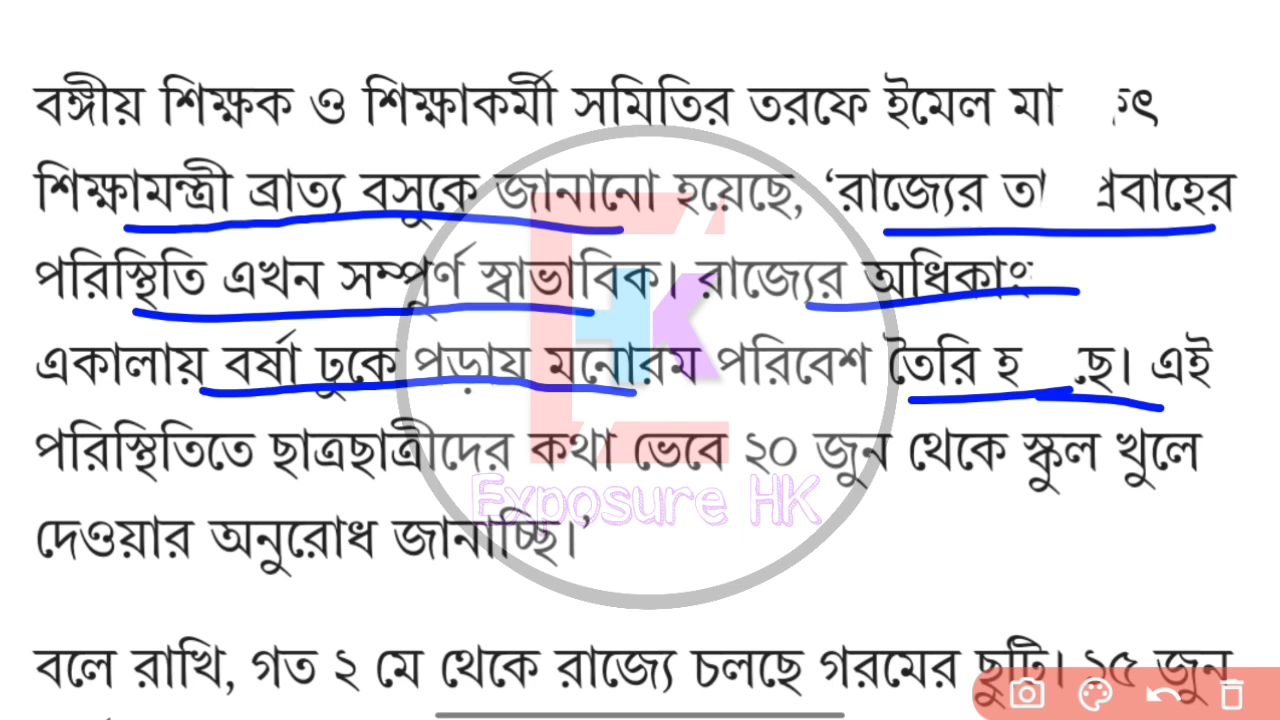 বঙ্গীয় শিক্ষক ও শিক্ষাকর্মী সমিতির তরফে ইমেল
শিক্ষামন্ত্রী ব্রাত্য বসুকে জানানো হয়েছে, ‘রাজ্যের
পরিস্থিতি এখন সম্পূর্ণ স্বাভাবিক। রাজ্যের
একালায় বর্ষা ঢুকে পড়ায় মনোরম পরিবেশ তৈরি এই
পরিস্থিতিতে ছাত্রছাত্রীদের কথা ভেবে ২০ জুন থেকে স্কুল খুলে
দেওয়ার অনুরোধ জানাচ্ছি।’
Exposure HK
বলে রাখি, গত ২ মে থেকে রাজ্যে চলছে গরমের ছুটি। ১৫ জুন